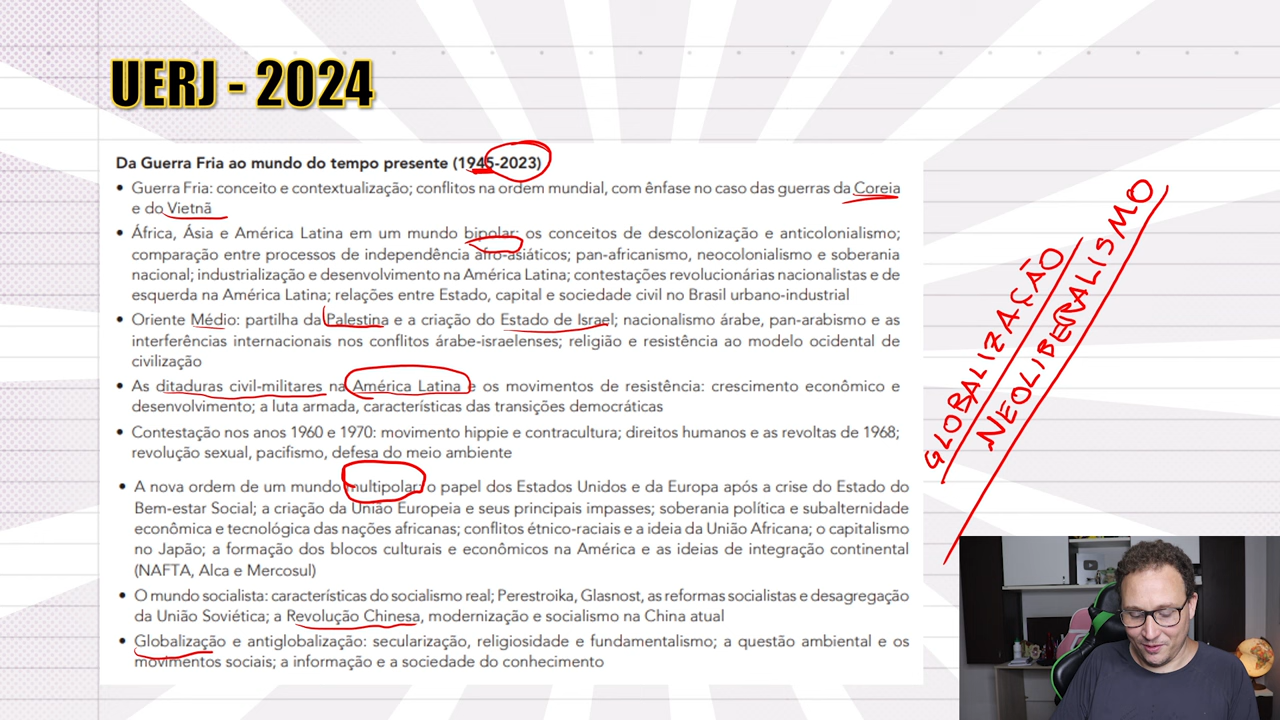 UERJ - 2024
Da Guerra Fria ao mundo do tempo presente (1945-2023)
• Guerra Fria: conceito e contextualização; conflitos na ordem mundial, com ênfase no caso das guerras da Coreia
e do Vietnã
• África, Ásia e América Latina em um mundo bipolar: os conceitos de descolonização e anticolonialismo;
comparação entre processos de independência afro-asiáticos; pan-africanismo, neocolonialismo e soberania
nacional; industrialização e desenvolvimento na América Latina; contestações revolucionárias nacionalistas e de
esquerda na América Latina; relações entre Estado, capital e sociedade civil no Brasil urbano-industrial
• Oriente Médio: partilha da Palestina e a criação do Estado de Israel; nacionalismo árabe, pan-arabismo e as
interferências internacionais nos conflitos árabe-israelenses; religião e resistência ao modelo ocidental de
civilização
• As ditaduras civil-militares na América Latina e os movimentos de resistência: crescimento econômico e
desenvolvimento; a luta armada, características das transições democráticas
• Contestação nos anos 1960 e 1970: movimento hippie e contracultura; direitos humanos e as revoltas de 1968;
revolução sexual, pacifismo, defesa do meio ambiente
• A nova ordem de um mundo multipolar: o papel dos Estados Unidos e da Europa após a crise do Estado do
Bem-estar Social; a criação da União Europeia e seus principais impasses; soberania política e subalternidade
econômica e tecnológica das nações africanas; conflitos étnico-raciais e a ideia da União Africana; o capitalismo
no Japão; a formação dos blocos culturais e econômicos na América e as ideias de integração continental
(NAFTA, Alca e Mercosul)
• O mundo socialista: características do socialismo real; Perestroika, Glasnost, as reformas socialistas e desagregação
da União Soviética; a Revolução Chinesa, modernização e socialismo na China atual
• Globalização e antiglobalização: secularização, religiosidade e fundamentalismo; a questão ambiental e os
movimentos sociais; a informação e a sociedade do conhecimento
GLOBALIZAÇÃO
NEOLIBERALISMO